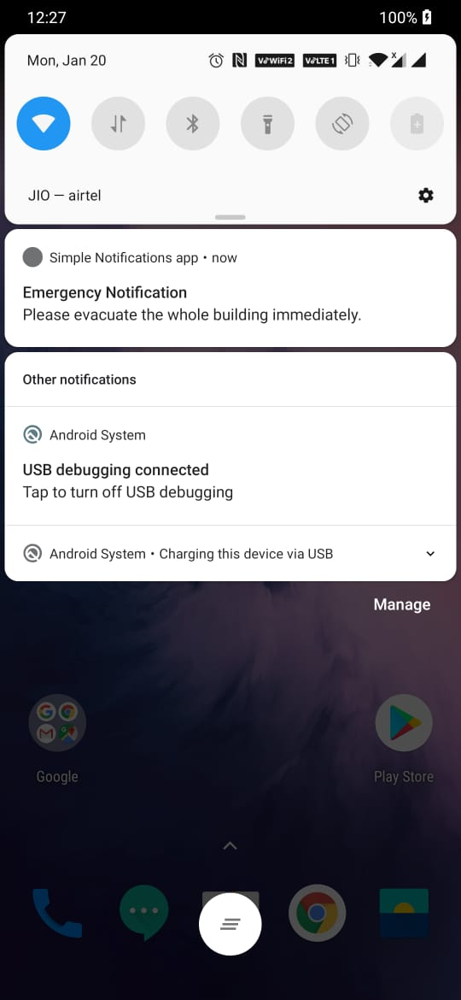 12:27
100%
Mon, Jan 20
VoWiFi2 VoLTE1 X
JIO — airtel
Simple Notifications app • now
Emergency Notification
Please evacuate the whole building immediately.
Other notifications
Android System
USB debugging connected
Tap to turn off USB debugging
Android System • Charging this device via USB
Manage
Google
Play Store